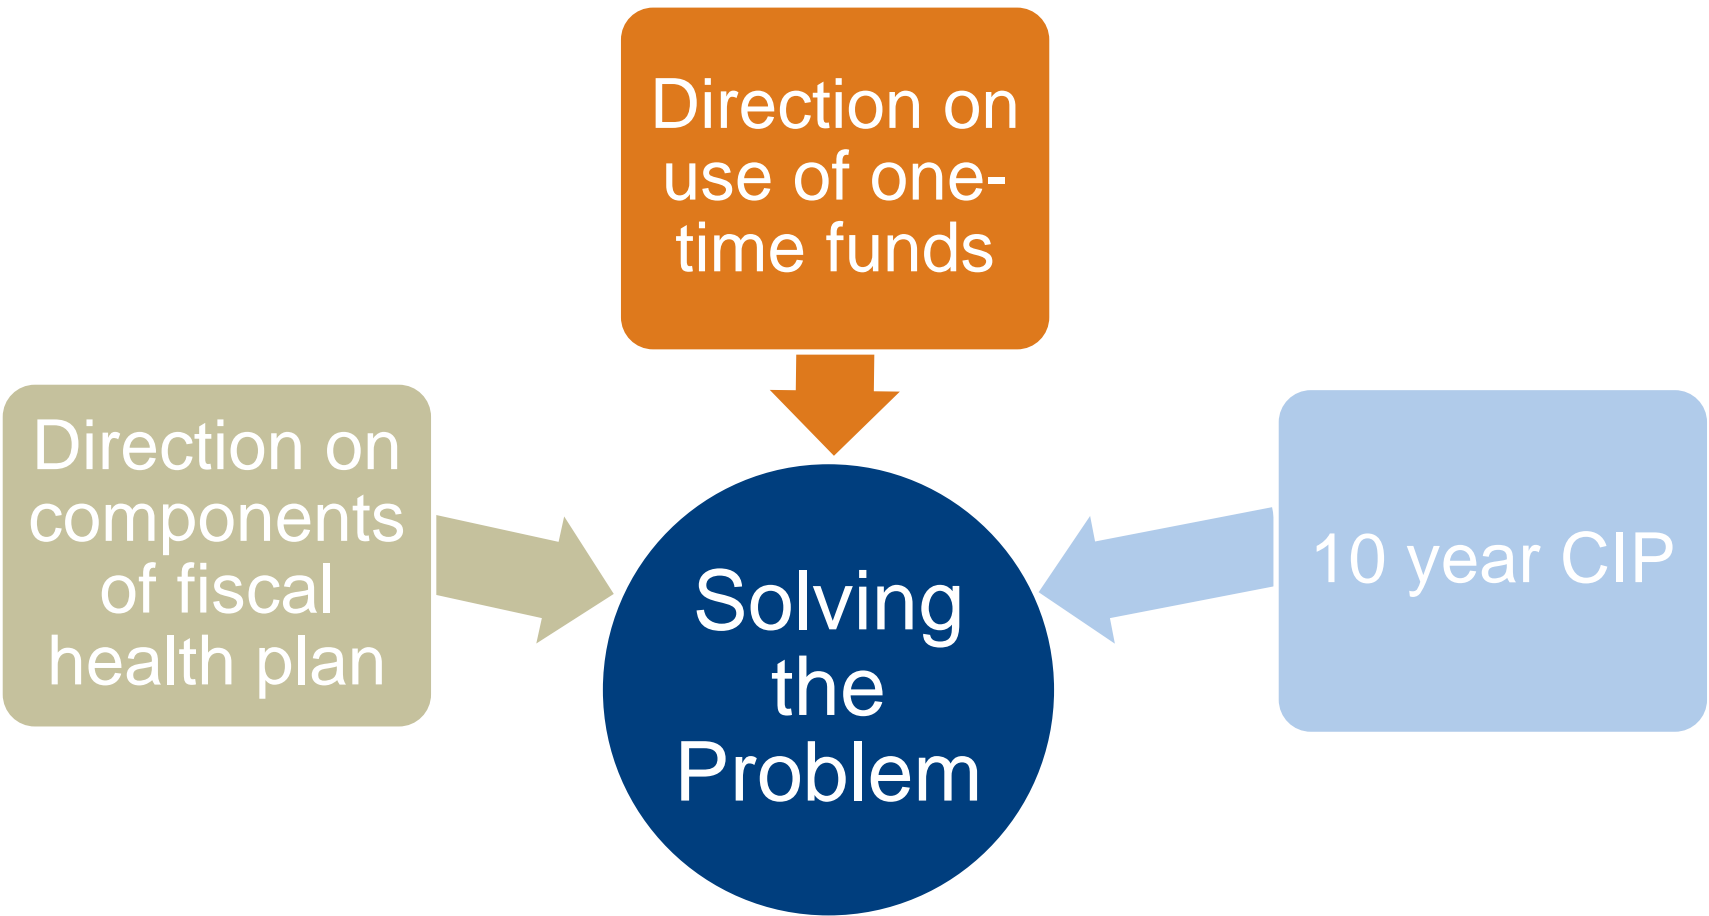 Direction on
use of one-
time funds
Direction on
components
of fiscal
health plan
10 year CIP
Solving
the
Problem